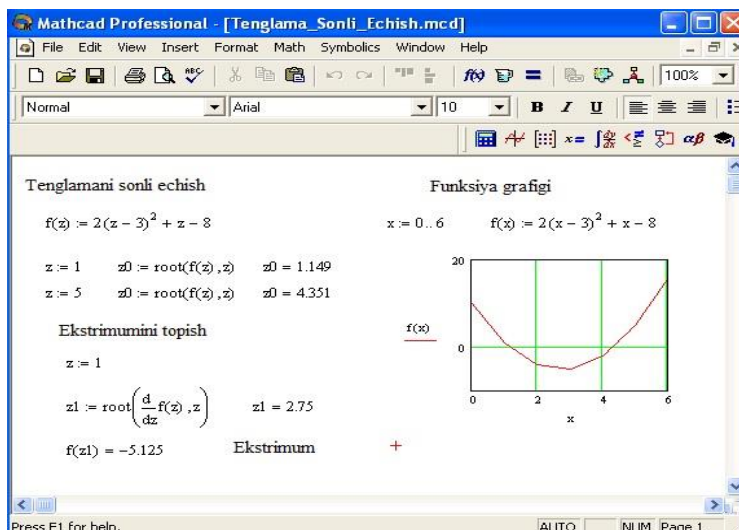 Mathcad Professional - [Tenglama_Sonli_Echish.mcd]
File Edit View Insert Format Math Symbolics Window Help
100%
Normal Arial 10 B I U
Tenglamani sonli echish
Funksiya grafigi
f(z) := 2(z − 3)² + z − 8
x := 0 .. 6 f(x) := 2(x − 3)² + x − 8
z := 1 z0 := root(f(z) ,z) z0 = 1.149
z := 5 z0 := root(f(z) ,z) z0 = 4.351
Ekstrimumini topish
z := 1
z1 := root(d/dz f(z) ,z) z1 = 2.75
f(z1) = −5.125 Ekstrimum
20
f(x)
0
0 2 4 6
x
Press F1 for help. AUTO NUM Page 1